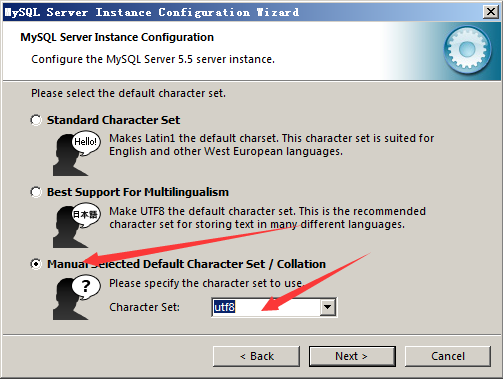 MySQL Server Instance Configuration Wizard
MySQL Server Instance Configuration
Configure the MySQL Server 5.5 server instance.
Please select the default character set.
Standard Character Set
Hello!
Makes Latin1 the default charset. This character set is suited for
English and other West European languages.
Best Support For Multilingualism
日本語
Make UTF8 the default character set. This is the recommended
character set for storing text in many different languages.
Manual Selected Default Character Set / Collation
?
Please specify the character set to use.
Character Set:
utf8
< Back
Next >
Cancel